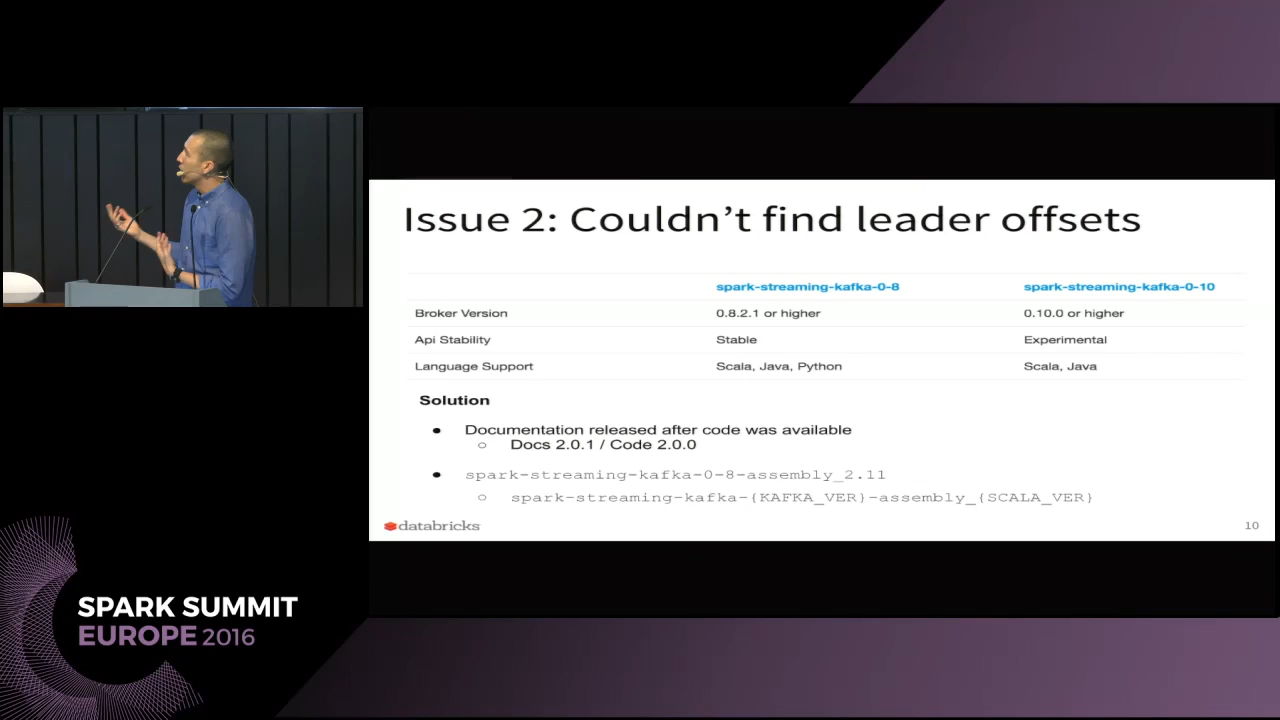 Issue 2: Couldn't find leader offsets
spark-streaming-kafka-0-8 spark-streaming-kafka-0-10
Broker Version 0.8.2.1 or higher 0.10.0 or higher
Api Stability Stable Experimental
Language Support Scala, Java, Python Scala, Java
Solution
Documentation released after code was available
Docs 2.0.1 / Code 2.0.0
spark-streaming-kafka-0-8-assembly_2.11
spark-streaming-kafka-{KAFKA_VER}-assembly_{SCALA_VER}
databricks 10
SPARK SUMMIT
EUROPE 2016